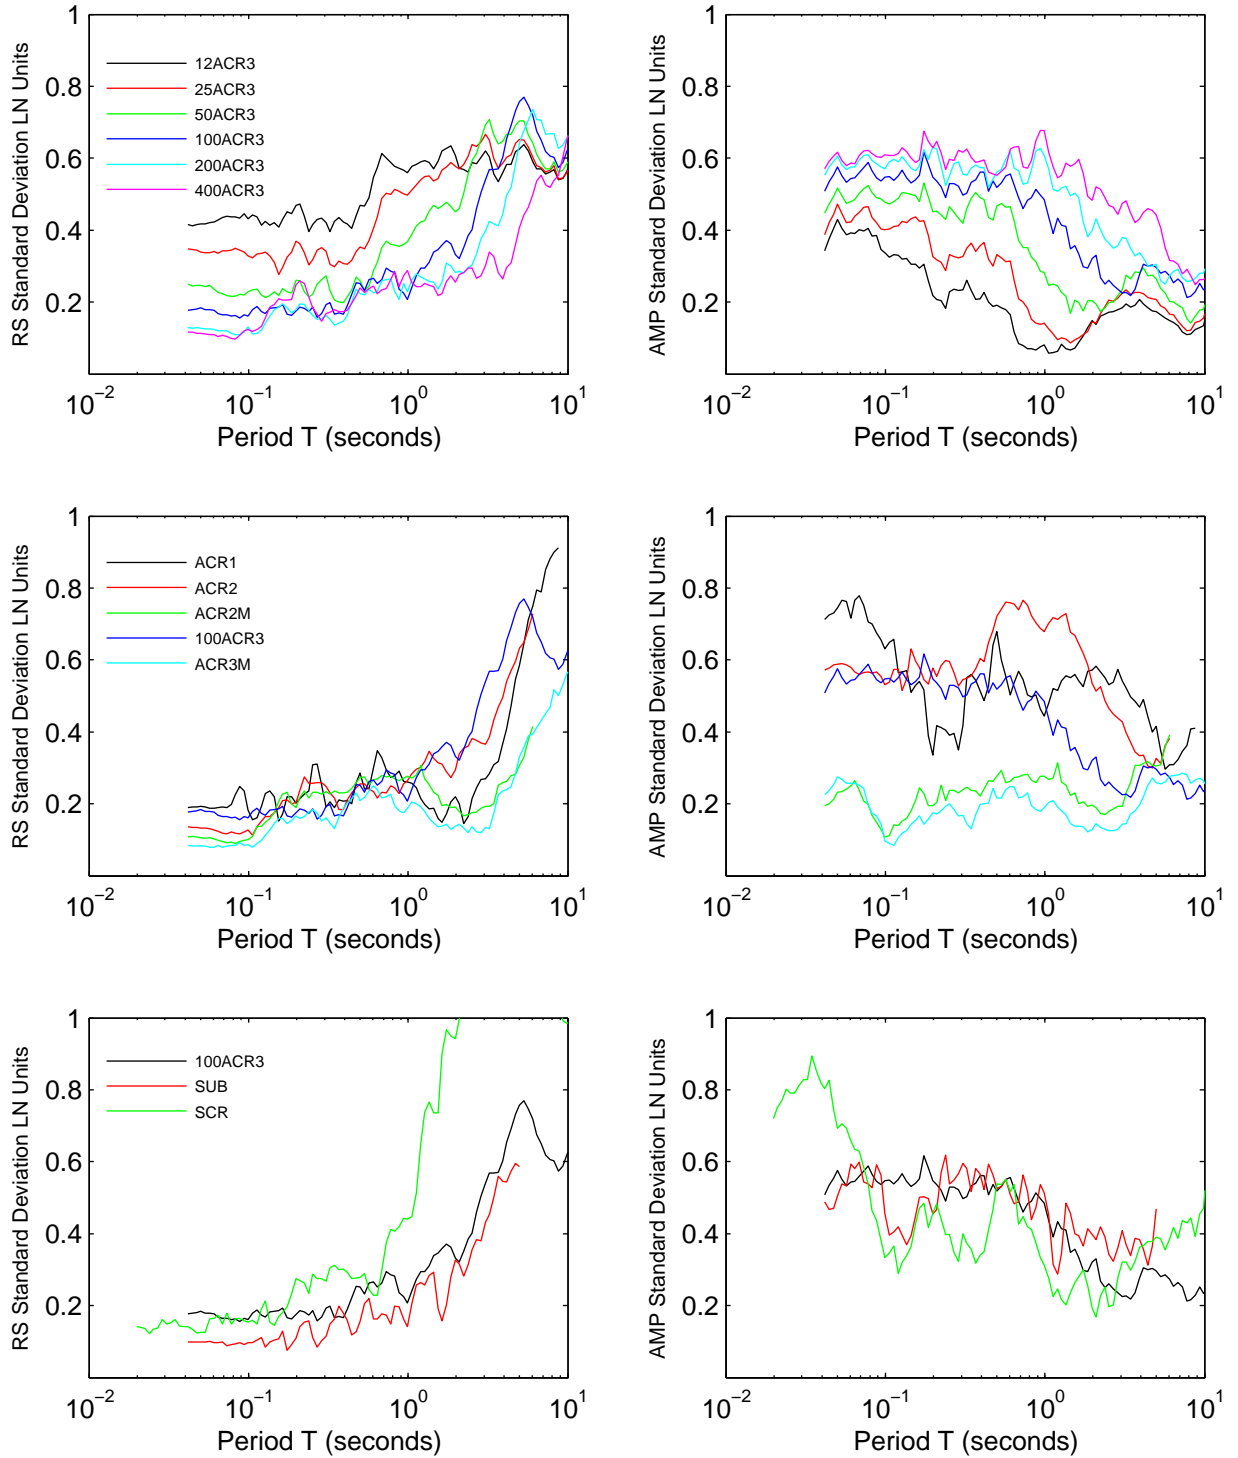 1
0.8
0.6
0.4
0.2
RS Standard Deviation LN Units
12ACR3
25ACR3
50ACR3
100ACR3
200ACR3
400ACR3
10−2 10−1 100 101
Period T (seconds)
1
0.8
0.6
0.4
0.2
AMP Standard Deviation LN Units
10−2 10−1 100 101
Period T (seconds)
1
0.8
0.6
0.4
0.2
RS Standard Deviation LN Units
ACR1
ACR2
ACR2M
100ACR3
ACR3M
10−2 10−1 100 101
Period T (seconds)
1
0.8
0.6
0.4
0.2
AMP Standard Deviation LN Units
10−2 10−1 100 101
Period T (seconds)
1
0.8
0.6
0.4
0.2
RS Standard Deviation LN Units
100ACR3
SUB
SCR
10−2 10−1 100 101
Period T (seconds)
1
0.8
0.6
0.4
0.2
AMP Standard Deviation LN Units
10−2 10−1 100 101
Period T (seconds)